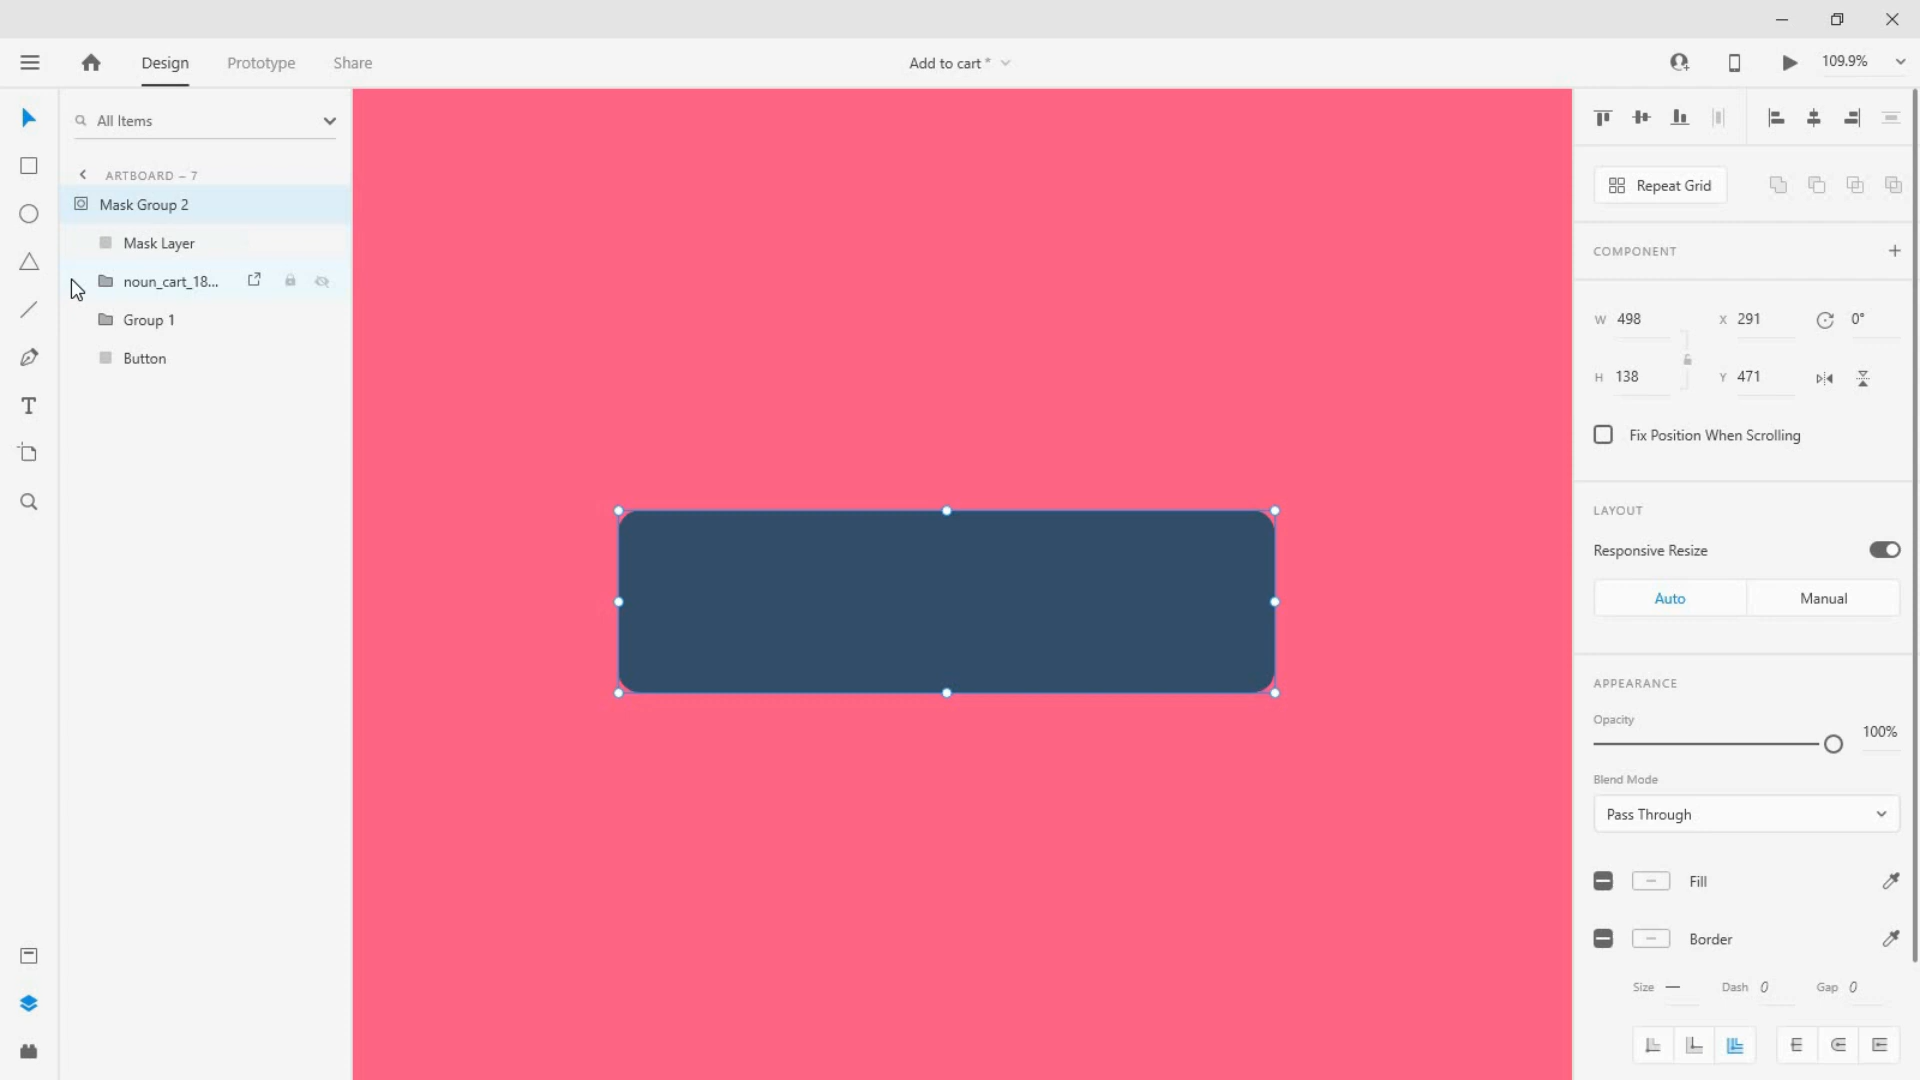 Design Prototype Share Add to cart * 109.9%
All Items
ARTBOARD – 7
Mask Group 2
Mask Layer
noun_cart_18...
Group 1
Button
Repeat Grid
COMPONENT
W 498 X 291 0°
H 138 Y 471
Fix Position When Scrolling
LAYOUT
Responsive Resize
Auto Manual
APPEARANCE
Opacity
100%
Blend Mode
Pass Through
Fill
Border
Size — Dash 0 Gap 0